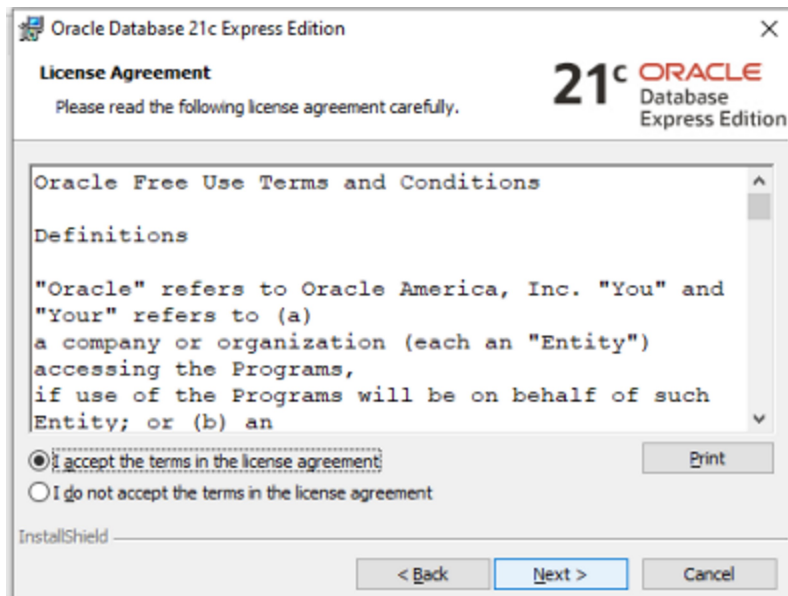 Oracle Database 21c Express Edition
License Agreement
Please read the following license agreement carefully.
21c ORACLE
Database
Express Edition
Oracle Free Use Terms and Conditions
Definitions
"Oracle" refers to Oracle America, Inc. "You" and
"Your" refers to (a)
a company or organization (each an "Entity")
accessing the Programs,
if use of the Programs will be on behalf of such
Entity; or (b) an
I accept the terms in the license agreement
Print
I do not accept the terms in the license agreement
InstallShield
< Back Next > Cancel